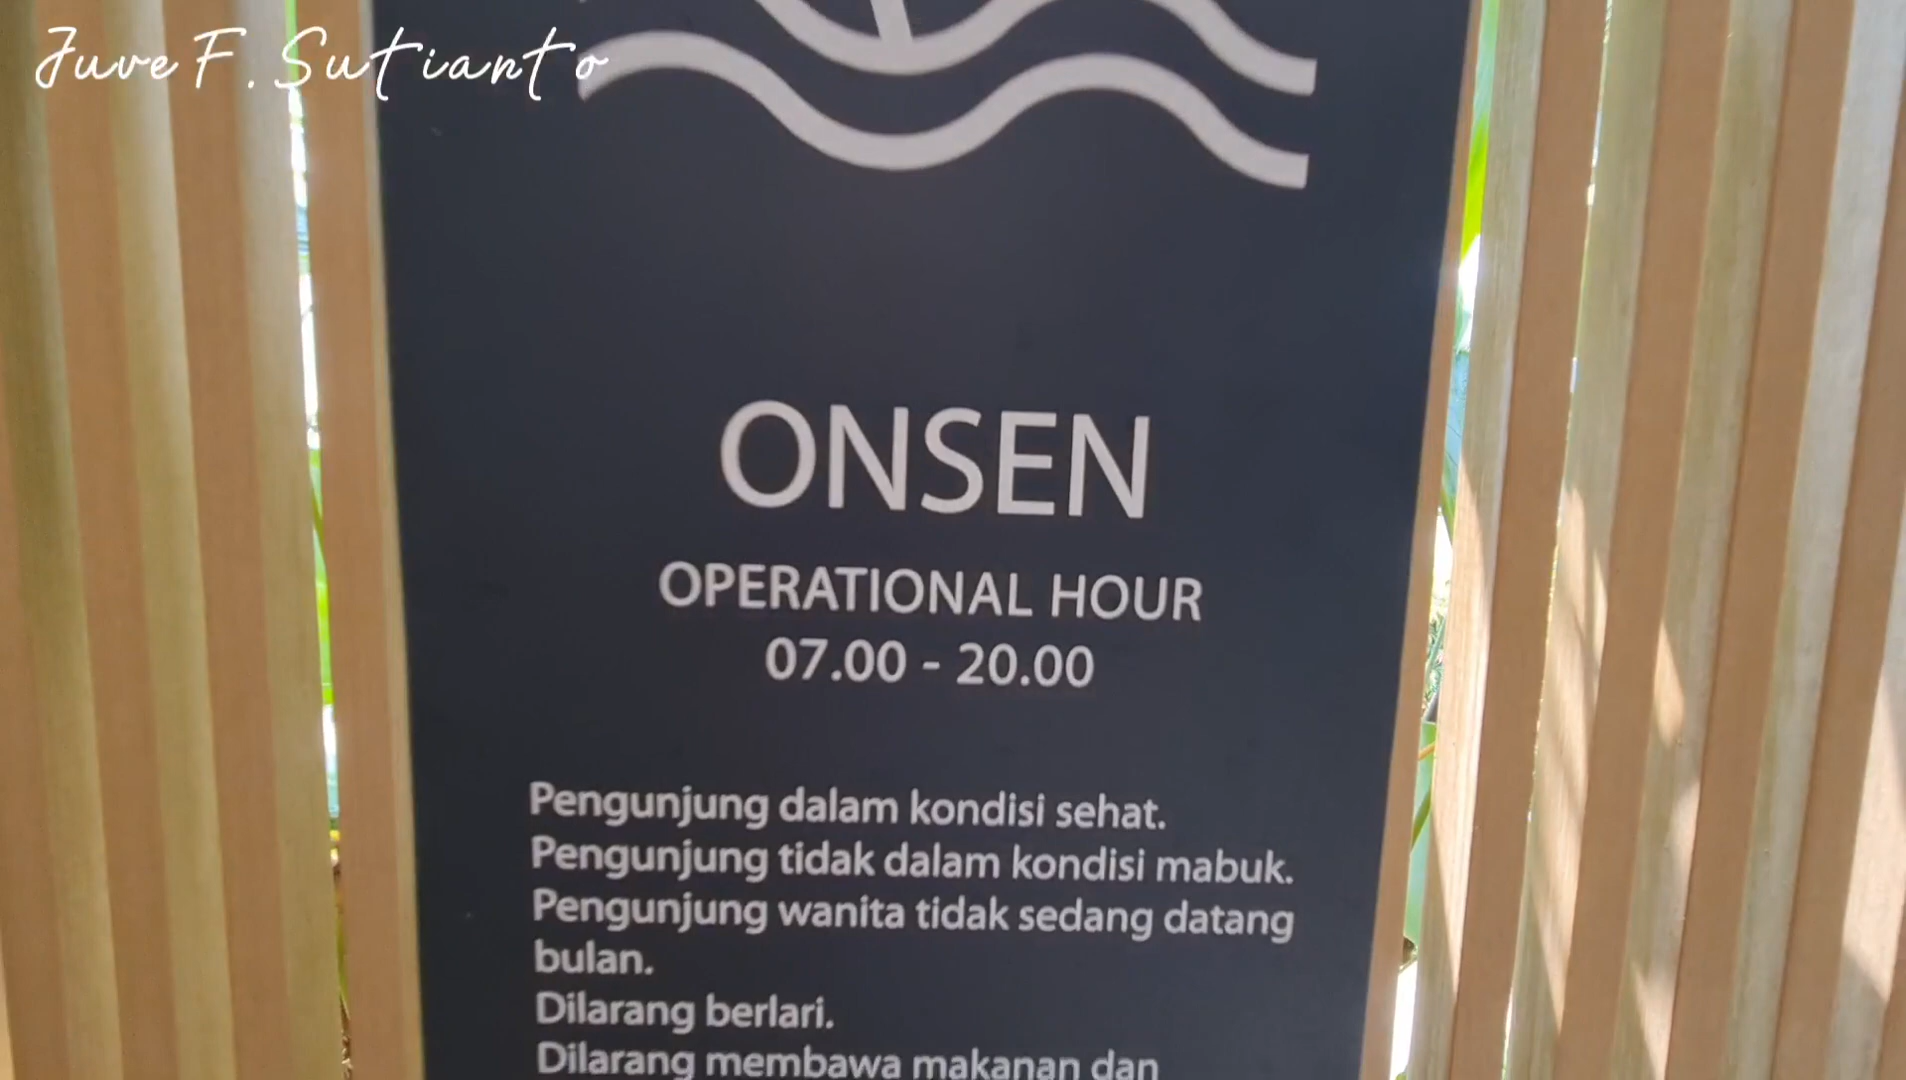 Juve F. Sutianto
ONSEN
OPERATIONAL HOUR
07.00 - 20.00
Pengunjung dalam kondisi sehat.
Pengunjung tidak dalam kondisi mabuk.
Pengunjung wanita tidak sedang datang
bulan.
Dilarang berlari.
Dilarang membawa makanan dan